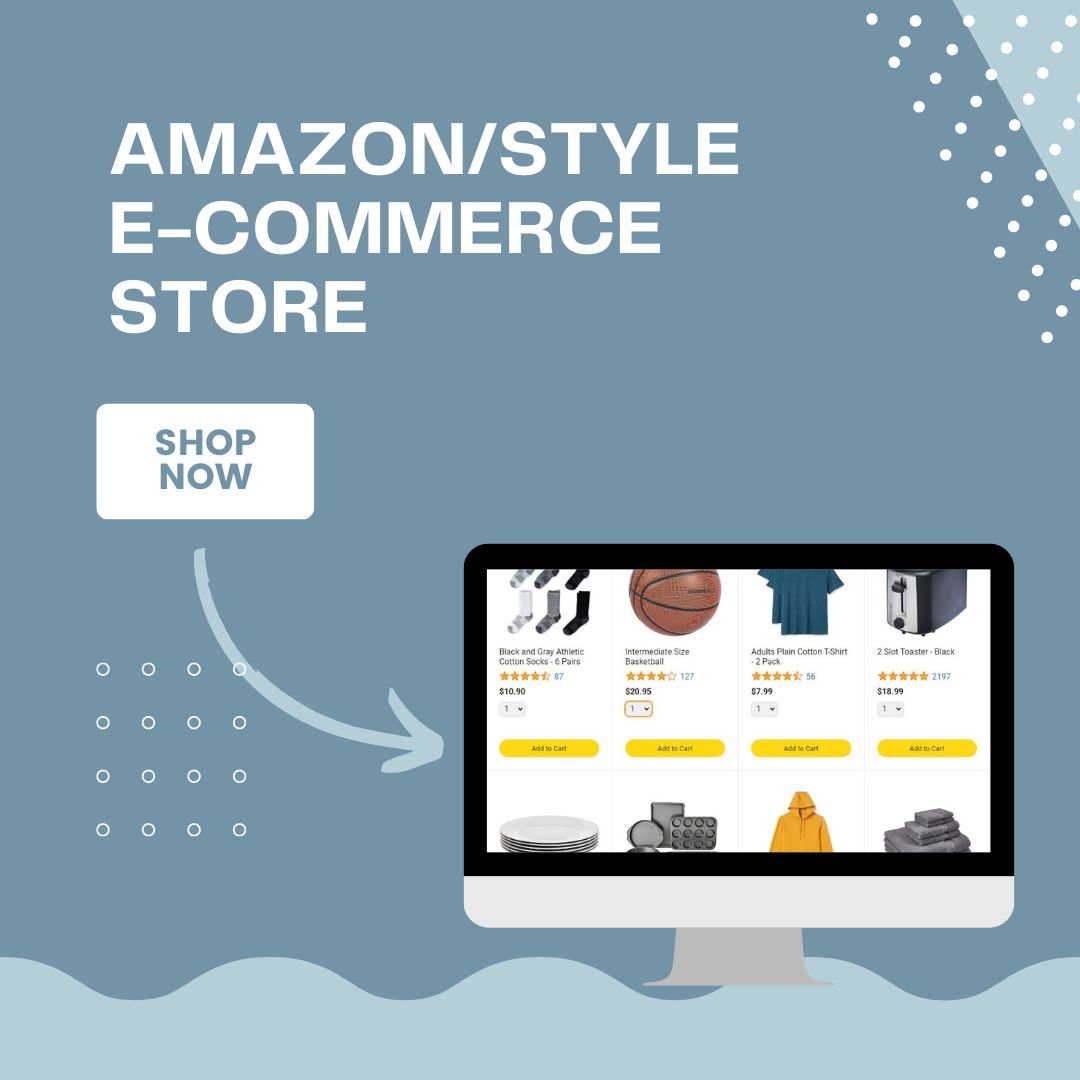 AMAZON/STYLE
E-COMMERCE
STORE
SHOP
NOW
Black and Gray Athletic
Cotton Socks - 6 Pairs
87
$10.90
1
Add to Cart
Intermediate Size
Basketball
127
$20.95
1
Add to Cart
Adults Plain Cotton T-Shirt
- 2 Pack
56
$7.99
1
Add to Cart
2 Slot Toaster - Black
2197
$18.99
1
Add to Cart